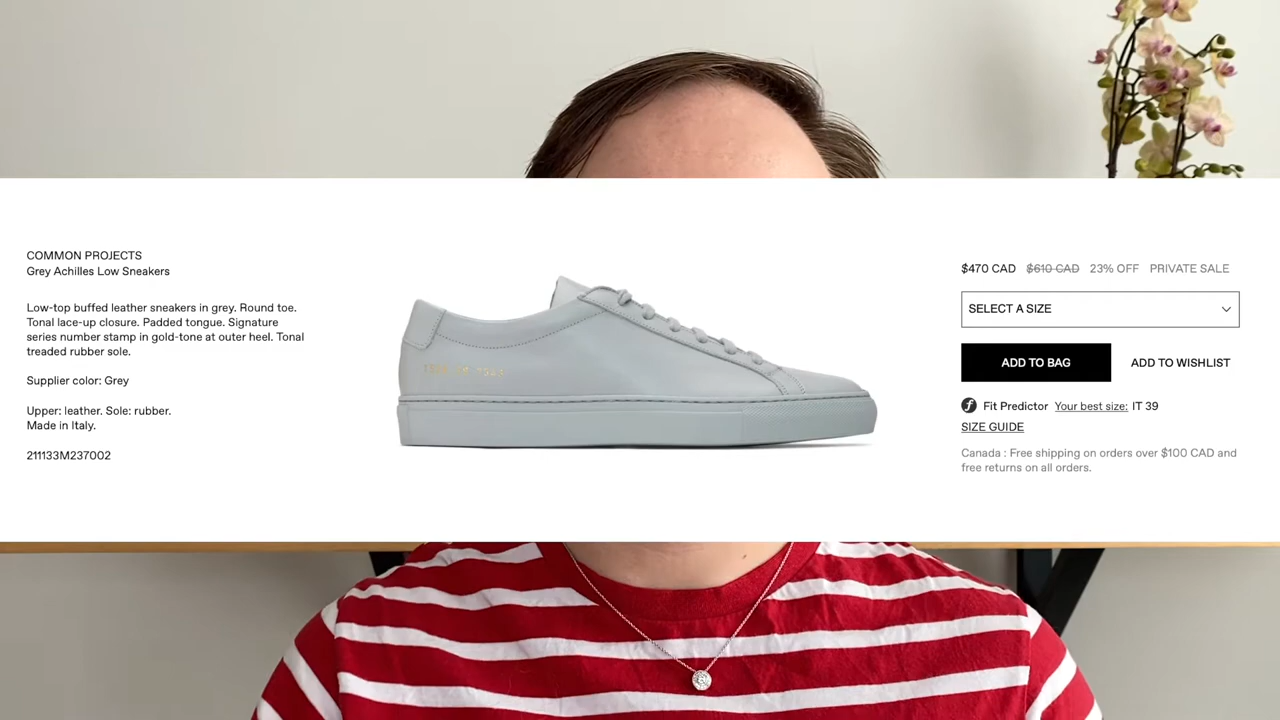 COMMON PROJECTS
Grey Achilles Low Sneakers
Low-top buffed leather sneakers in grey. Round toe.
Tonal lace-up closure. Padded tongue. Signature
series number stamp in gold-tone at outer heel. Tonal
treaded rubber sole.
Supplier color: Grey
Upper: leather. Sole: rubber.
Made in Italy.
211133M237002
$470 CAD $610 CAD 23% OFF PRIVATE SALE
SELECT A SIZE
ADD TO BAG ADD TO WISHLIST
Fit Predictor Your best size: IT 39
SIZE GUIDE
Canada : Free shipping on orders over $100 CAD and
free returns on all orders.